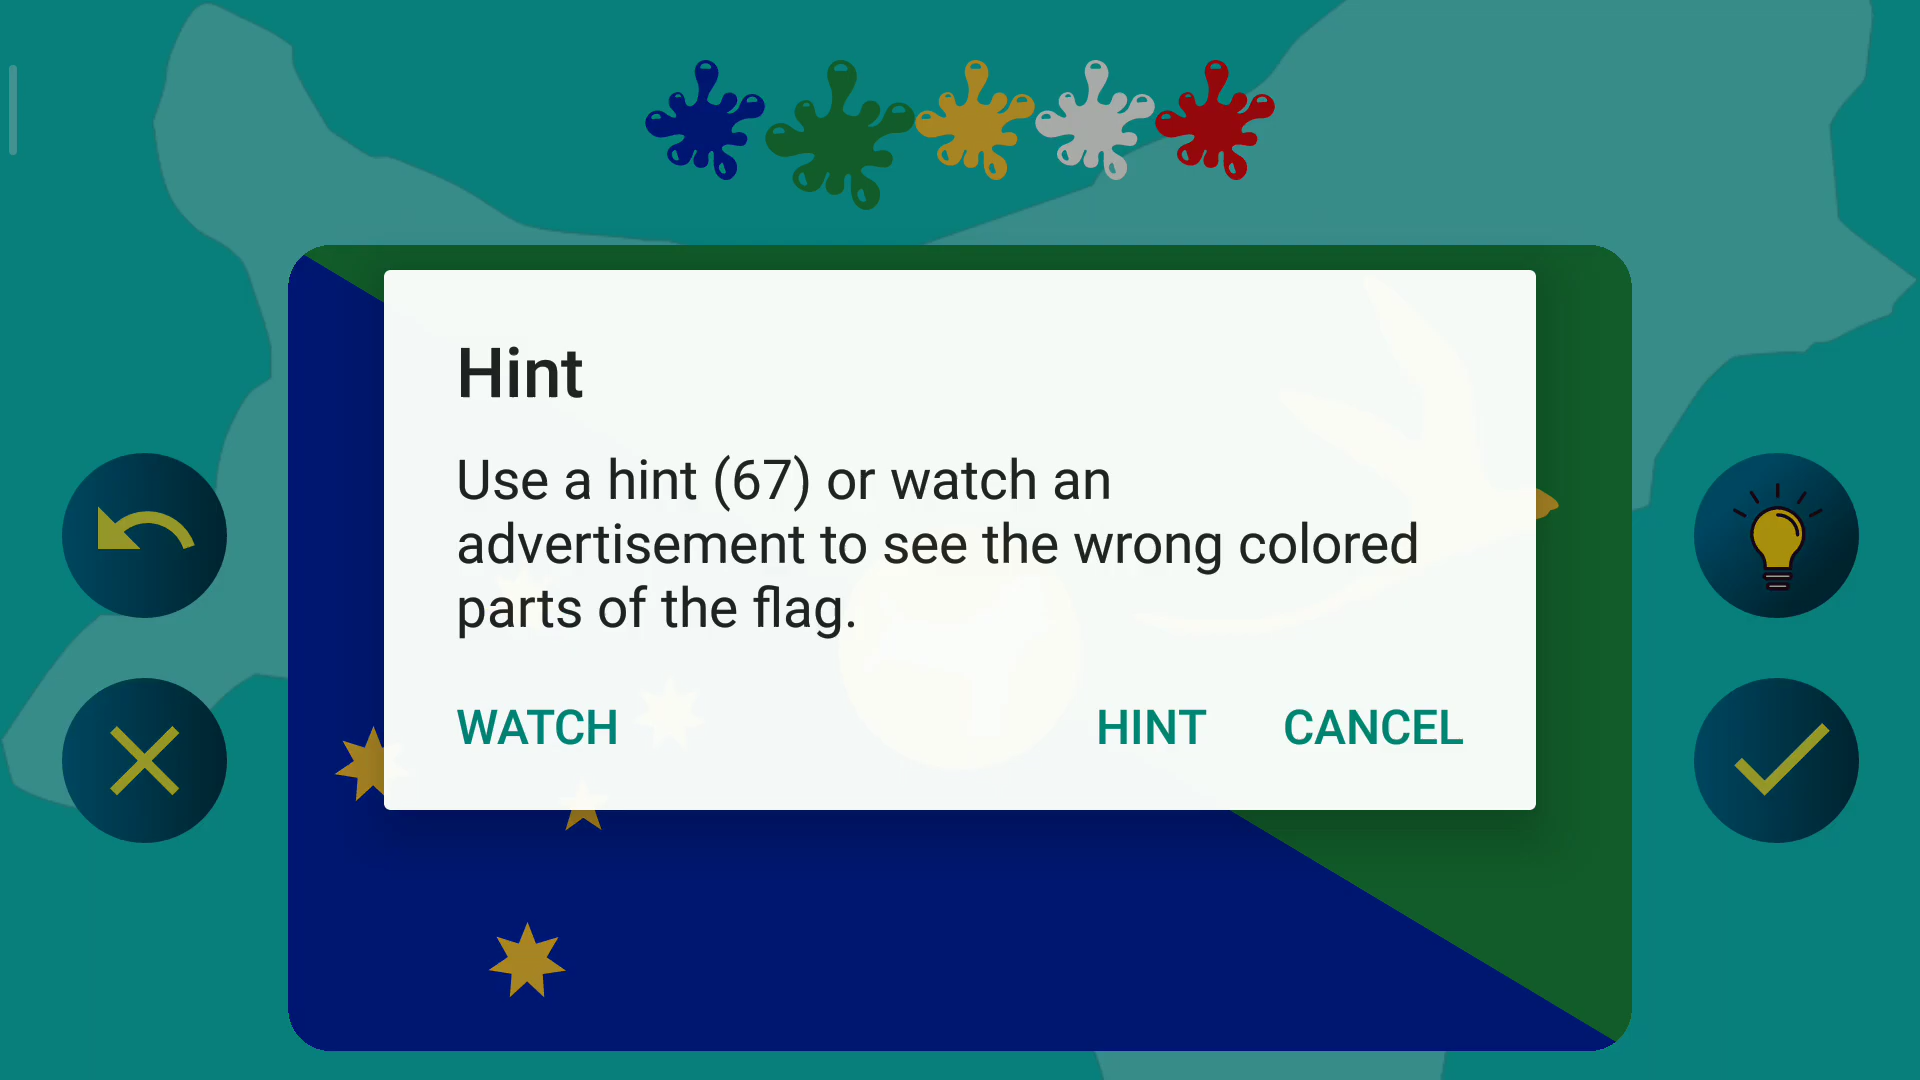 Hint
Use a hint (67) or watch an
advertisement to see the wrong colored
parts of the flag.
WATCH
HINT
CANCEL